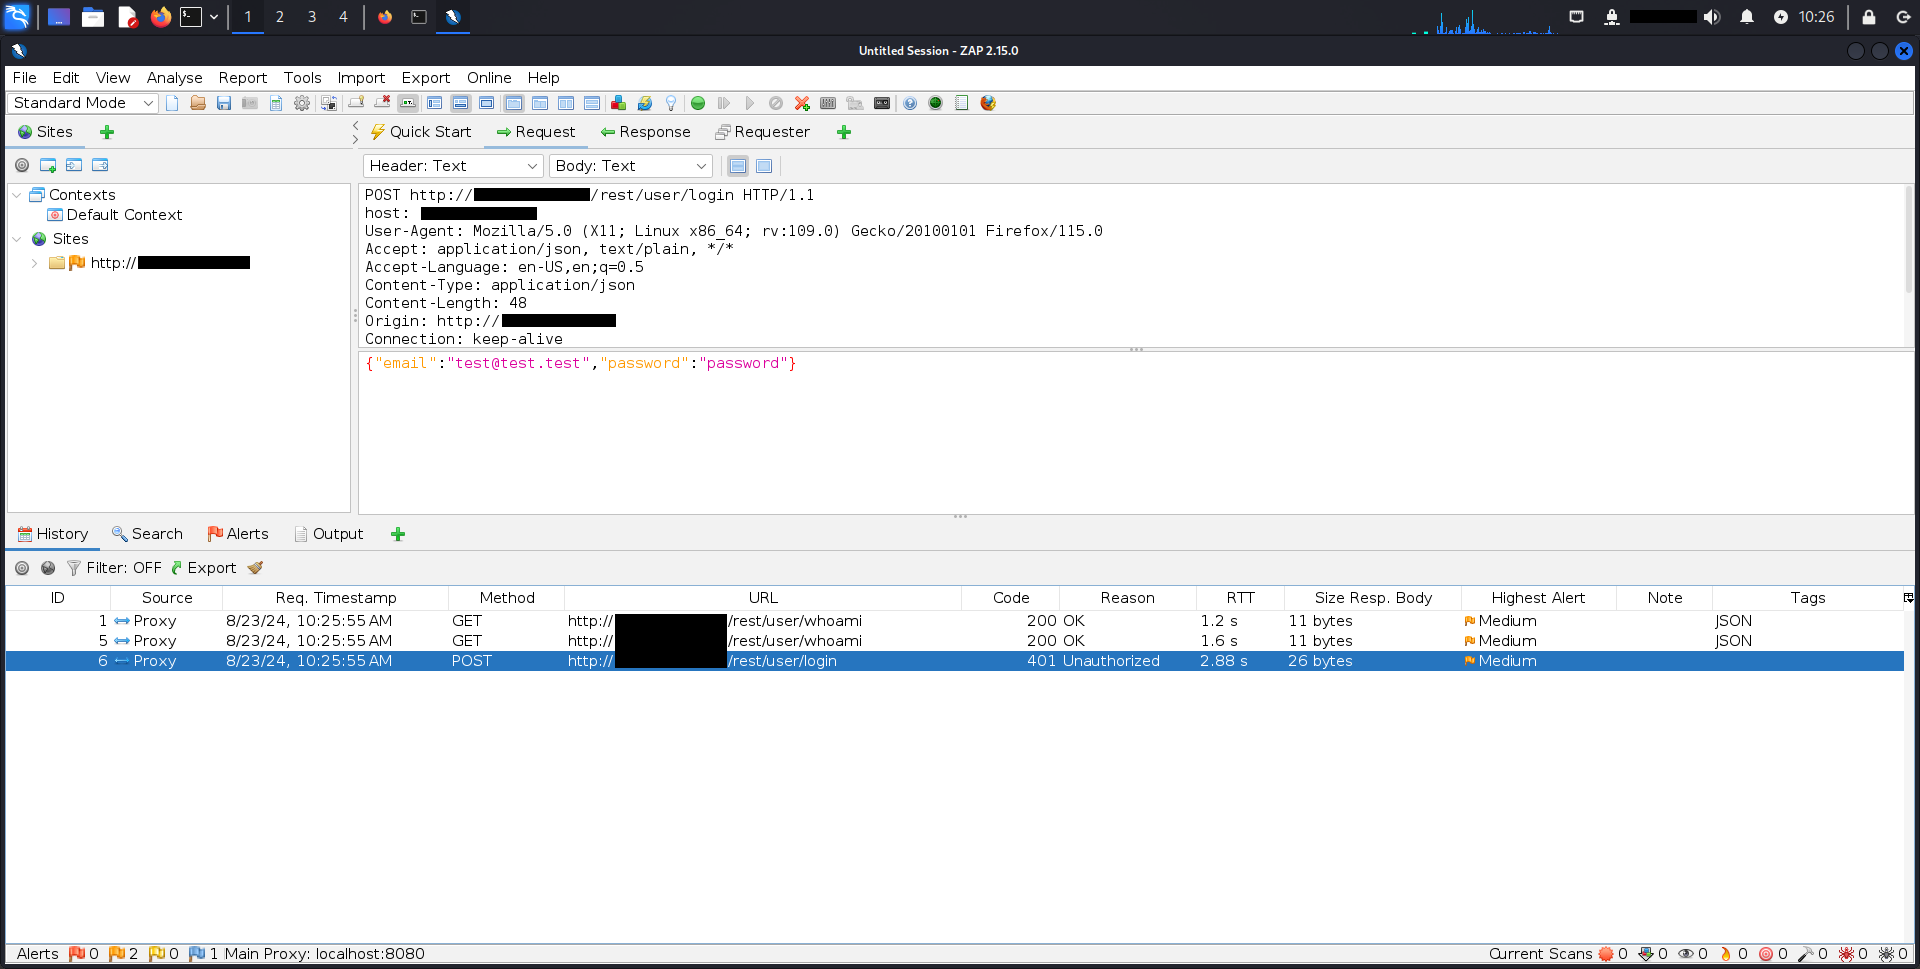 1 2 3 4 10:26
Untitled Session - ZAP 2.15.0
File Edit View Analyse Report Tools Import Export Online Help
Standard Mode
Sites Quick Start Request Response Requester
Header: Text Body: Text
Contexts
Default Context
Sites
http://
POST http:// /rest/user/login HTTP/1.1
host:
User-Agent: Mozilla/5.0 (X11; Linux x86_64; rv:109.0) Gecko/20100101 Firefox/115.0
Accept: application/json, text/plain, */*
Accept-Language: en-US,en;q=0.5
Content-Type: application/json
Content-Length: 48
Origin: http://
Connection: keep-alive
{"email":"test@test.test","password":"password"}
History Search Alerts Output
Filter: OFF Export
ID Source Req. Timestamp Method URL Code Reason RTT Size Resp. Body Highest Alert Note Tags
1 Proxy 8/23/24, 10:25:55 AM GET http:// /rest/user/whoami 200 OK 1.2 s 11 bytes Medium JSON
5 Proxy 8/23/24, 10:25:55 AM GET http:// /rest/user/whoami 200 OK 1.6 s 11 bytes Medium JSON
6 Proxy 8/23/24, 10:25:55 AM POST http:// /rest/user/login 401 Unauthorized 2.88 s 26 bytes Medium
Alerts 0 2 0 1 Main Proxy: localhost:8080 Current Scans 0 0 0 0 0 0 0 0